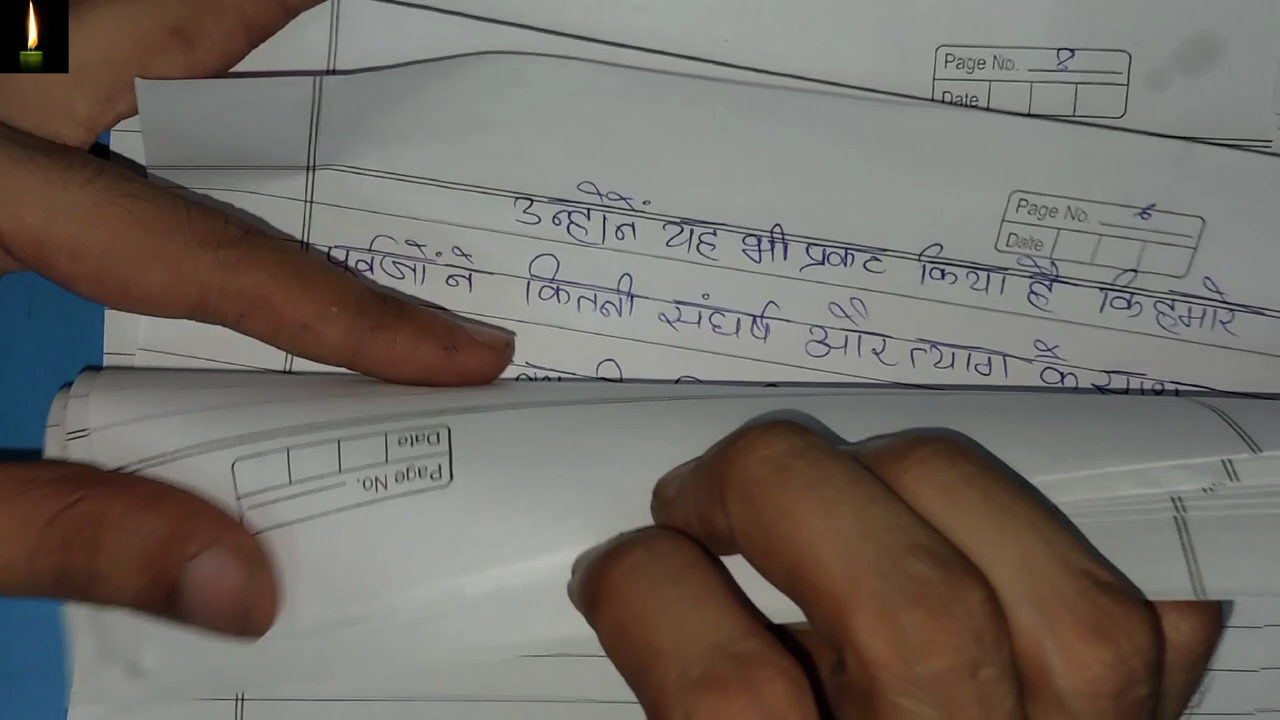 Page No. 8
Date
Page No. 6
Date
उन्होंने यह भी प्रकट किया है कि हमारे
पूर्वजों ने कितनी संघर्ष और त्याग के साथ
Date
Page No.